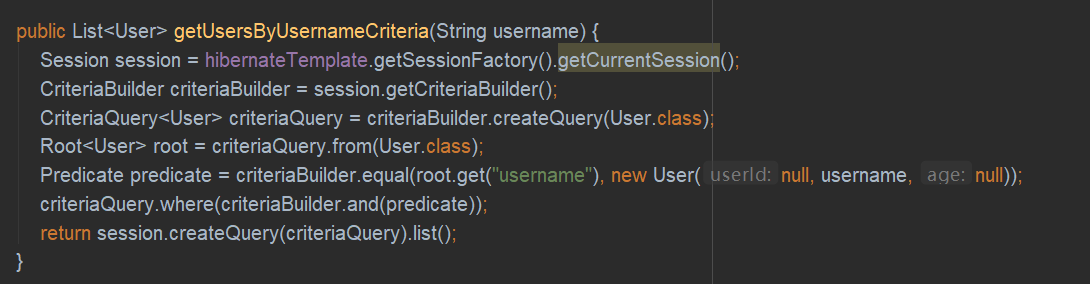 public List<User> getUsersByUsernameCriteria(String username) {
Session session = hibernateTemplate.getSessionFactory().getCurrentSession();
CriteriaBuilder criteriaBuilder = session.getCriteriaBuilder();
CriteriaQuery<User> criteriaQuery = criteriaBuilder.createQuery(User.class);
Root<User> root = criteriaQuery.from(User.class);
Predicate predicate = criteriaBuilder.equal(root.get("username"), new User( userId: null, username, age: null));
criteriaQuery.where(criteriaBuilder.and(predicate));
return session.createQuery(criteriaQuery).list();
}